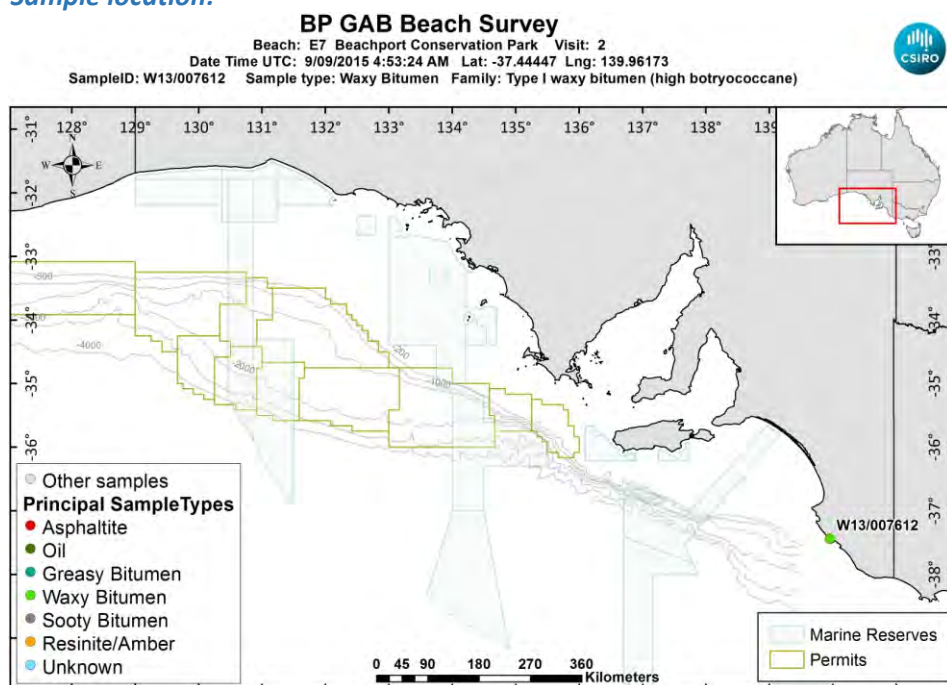 Sample location:
BP GAB Beach Survey
Beach: E7 Beachport Conservation Park Visit: 2
Date Time UTC: 9/09/2015 4:53:24 AM Lat: -37.44447 Lng: 139.96173
SampleID: W13/007612 Sample type: Waxy Bitumen Family: Type I waxy bitumen (high botryococcane)
CSIRO
128° 129° 130° 131° 132° 133° 134° 135° 136° 137° 138° 139
-31°
N
W E
S
-32°
-33°
-33°
-500
-34°
-34°
-200
-4000
-2000
-1000
-35°
-35°
-36°
-36°
Other samples
Principal SampleTypes
Asphaltite
Oil
Greasy Bitumen
Waxy Bitumen
Sooty Bitumen
Resinite/Amber
Unknown
-37°
W13/007612
-38°
Marine Reserves
Permits
0 45 90 180 270 360
Kilometers